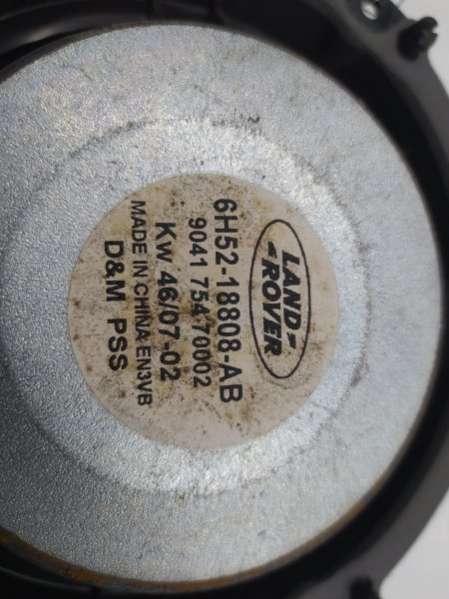 LAND-
-ROVER
6H52-18808-AB
9041 754 70002
Kw 46/07-02
MADE IN CHINA EN3VB
D&M PSS